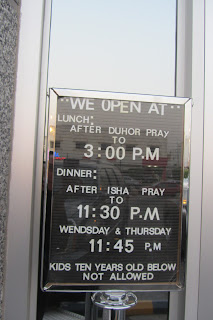 "WE OPEN AT"
LUNCH:
AFTER DUHOR PRAY
TO
3:00 P.M
DINNER:
AFTER ISHA PRAY
TO
11:30 P.M
WENDSDAY & THURSDAY
11:45 P.M
KIDS TEN YEARS OLD BELOW
NOT ALLOWED